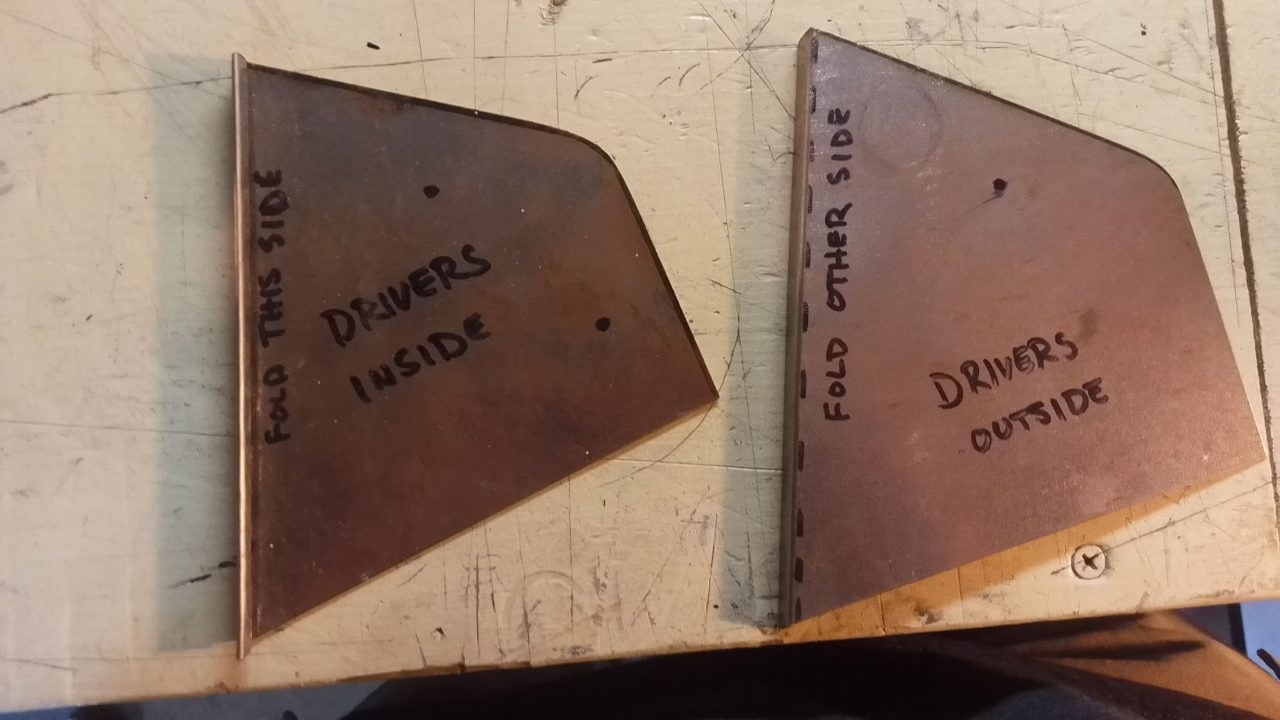 FOLD THIS SIDE
DRIVERS
INSIDE
FOLD OTHER SIDE
DRIVERS
OUTSIDE